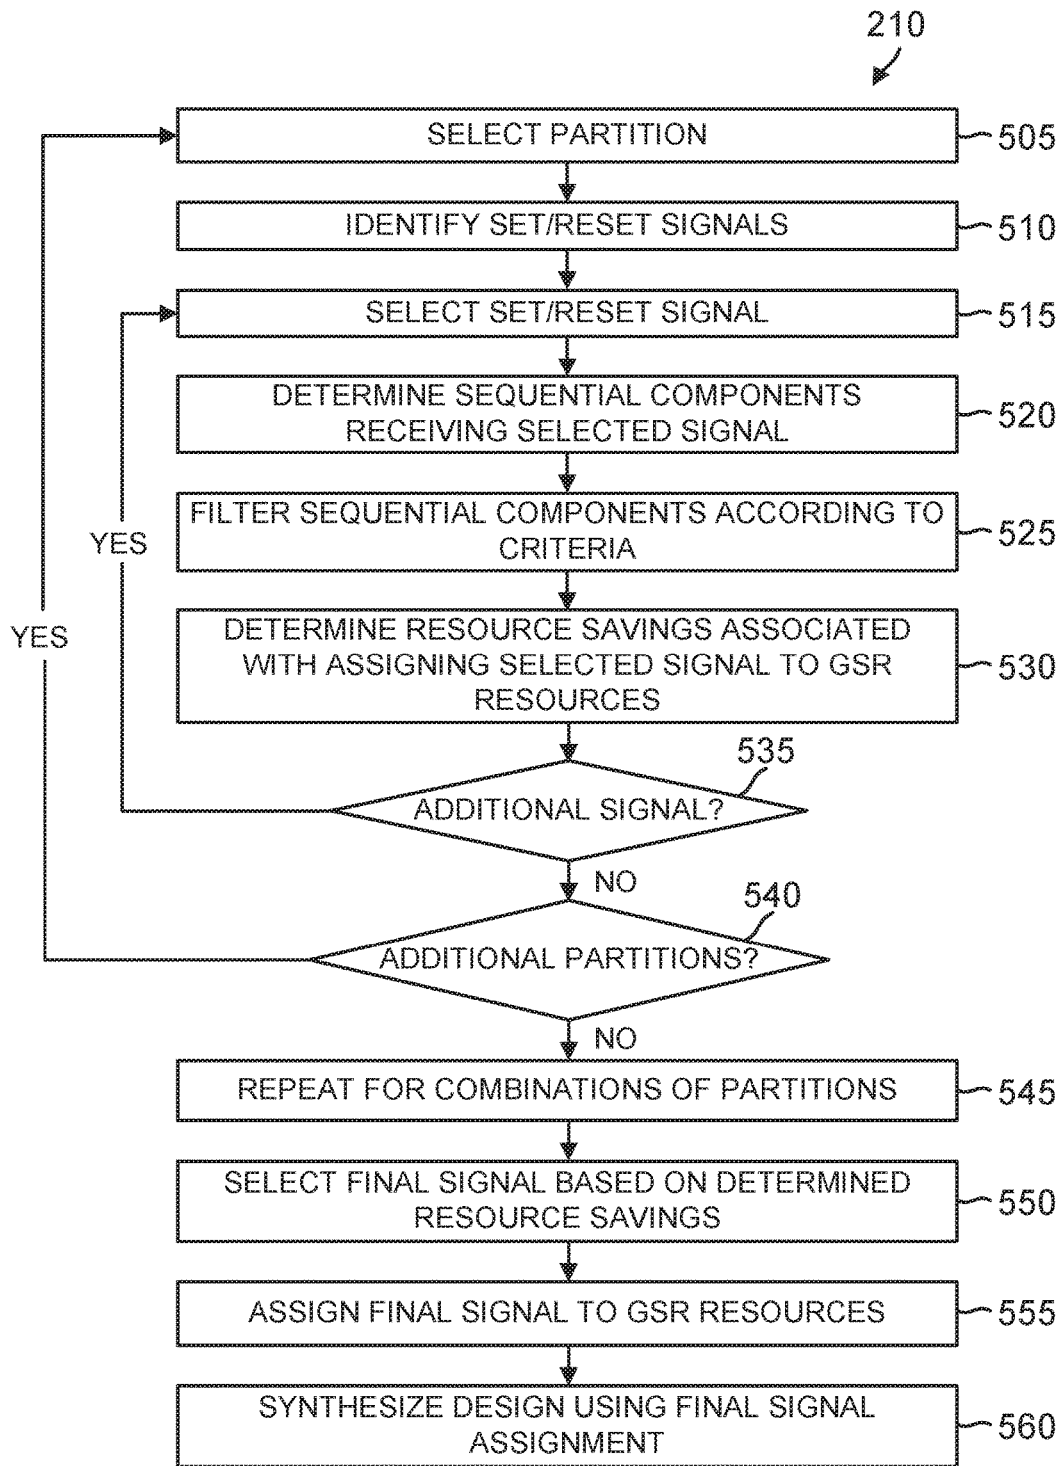 210
SELECT PARTITION
505
IDENTIFY SET/RESET SIGNALS
510
SELECT SET/RESET SIGNAL
515
DETERMINE SEQUENTIAL COMPONENTS
RECEIVING SELECTED SIGNAL
520
FILTER SEQUENTIAL COMPONENTS ACCORDING TO
CRITERIA
525
YES
DETERMINE RESOURCE SAVINGS ASSOCIATED
WITH ASSIGNING SELECTED SIGNAL TO GSR
RESOURCES
530
YES
535
ADDITIONAL SIGNAL?
NO
540
ADDITIONAL PARTITIONS?
NO
REPEAT FOR COMBINATIONS OF PARTITIONS
545
SELECT FINAL SIGNAL BASED ON DETERMINED
RESOURCE SAVINGS
550
ASSIGN FINAL SIGNAL TO GSR RESOURCES
555
SYNTHESIZE DESIGN USING FINAL SIGNAL
ASSIGNMENT
560